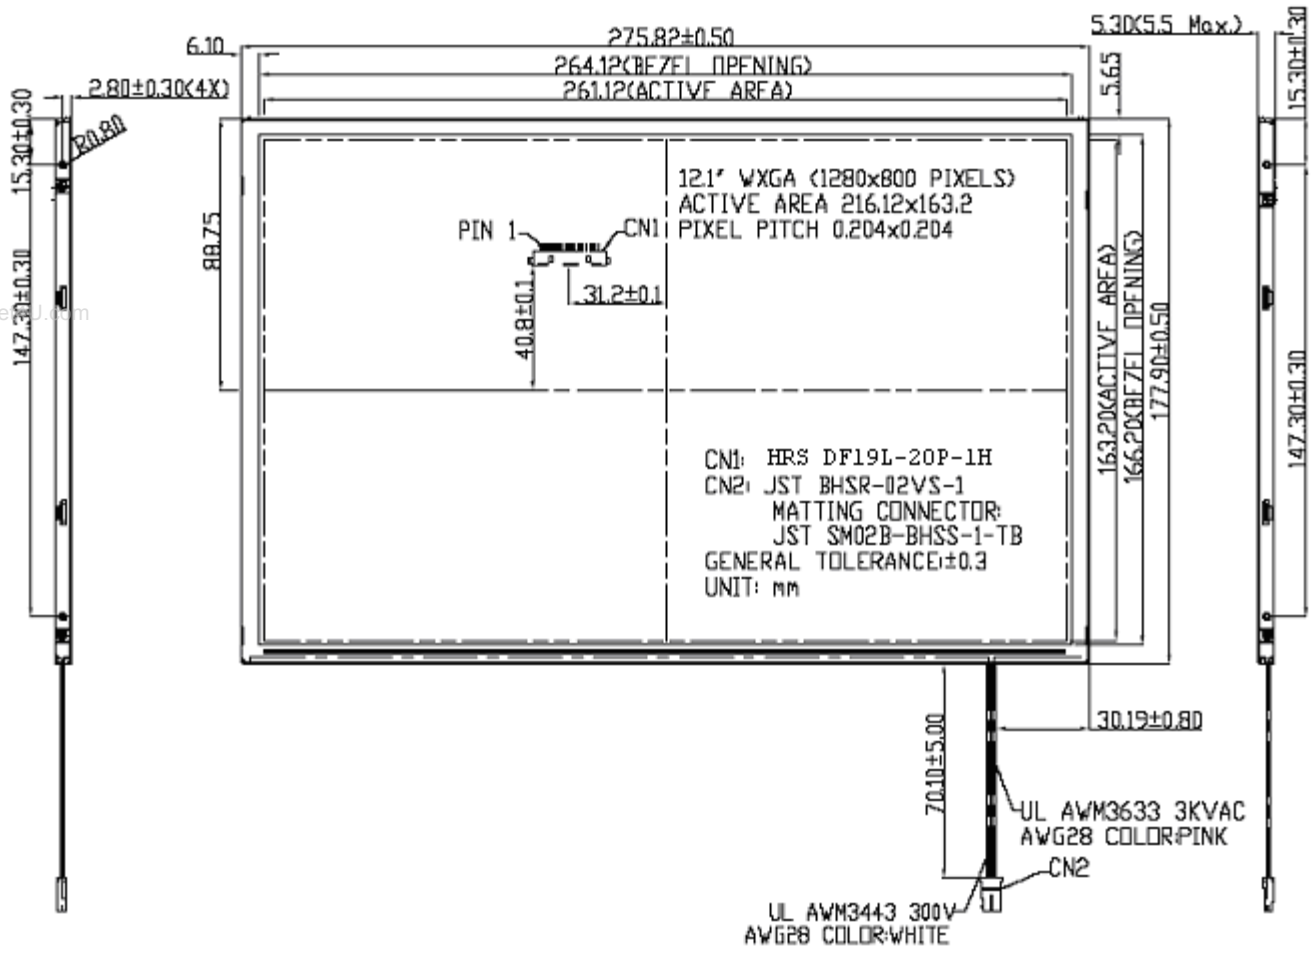 275.82±0.50
6.10
264.12(BEZEL OPENING)
261.12(ACTIVE AREA)
5.30(5.5 Max.)
5.65
15.30±0.30
2.80±0.30(4X)
R0.80
15.30±0.30
147.30±0.30
88.75
12.1" WXGA (1280x800 PIXELS)
ACTIVE AREA 216.12x163.2
PIXEL PITCH 0.204x0.204
PIN 1
CN1
31.2±0.1
40.8±0.1
163.20(ACTIVE AREA)
166.20(BEZEL OPENING)
177.90±0.50
147.30±0.30
CN1: HRS DF19L-20P-1H
CN2: JST BHSR-02VS-1
MATTING CONNECTOR:
JST SM02B-BHSS-1-TB
GENERAL TOLERANCE:±0.3
UNIT: mm
70.10±5.00
30.19±0.80
UL AWM3633 3KVAC
AWG28 COLOR:PINK
CN2
UL AWM3443 300V
AWG28 COLOR:WHITE